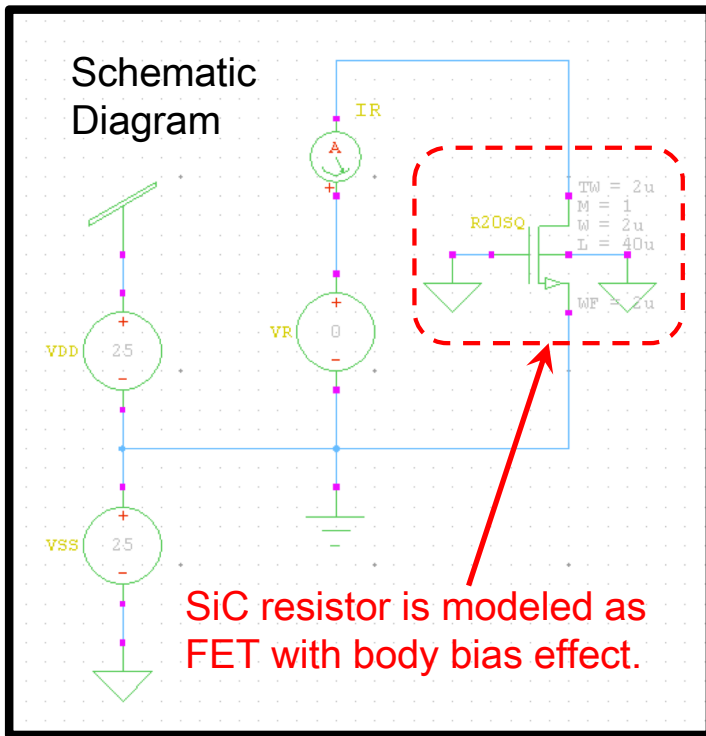 Schematic
Diagram
IR
A
+
TW = 2u
M = 1
W = 2u
L = 40u
R20SQ
WF = 2u
+
VDD
25
−
+
VR
0
−
+
VSS
25
−
SiC resistor is modeled as
FET with body bias effect.